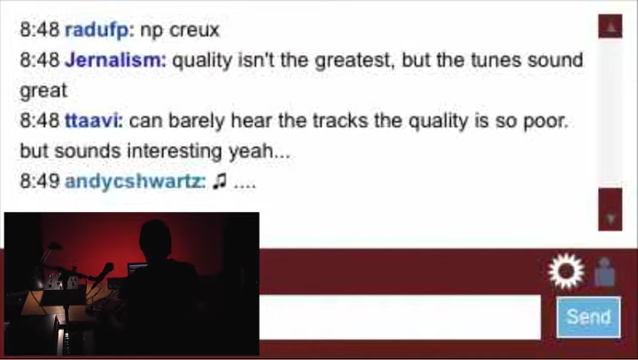 8:48 radufp: np creux
8:48 Jernalism: quality isn't the greatest, but the tunes sound
great
8:48 ttaavi: can barely hear the tracks the quality is so poor.
but sounds interesting yeah...
8:49 andycshwartz: ♫ ....
Send